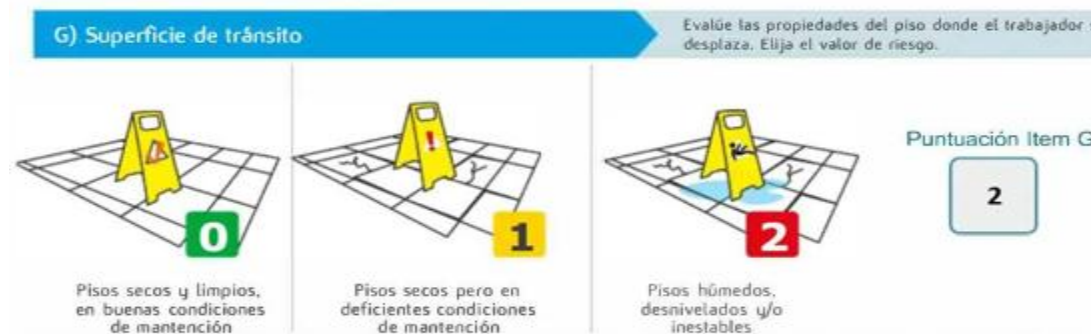 G) Superficie de tránsito
Evalúe las propiedades del piso donde el trabajador
desplaza. Elija el valor de riesgo.
Puntuación Item G
2
0
1
2
Pisos secos y limpios,
en buenas condiciones
de mantención
Pisos secos pero en
deficientes condiciones
de mantención
Pisos húmedos,
desnivelados y/o
inestables